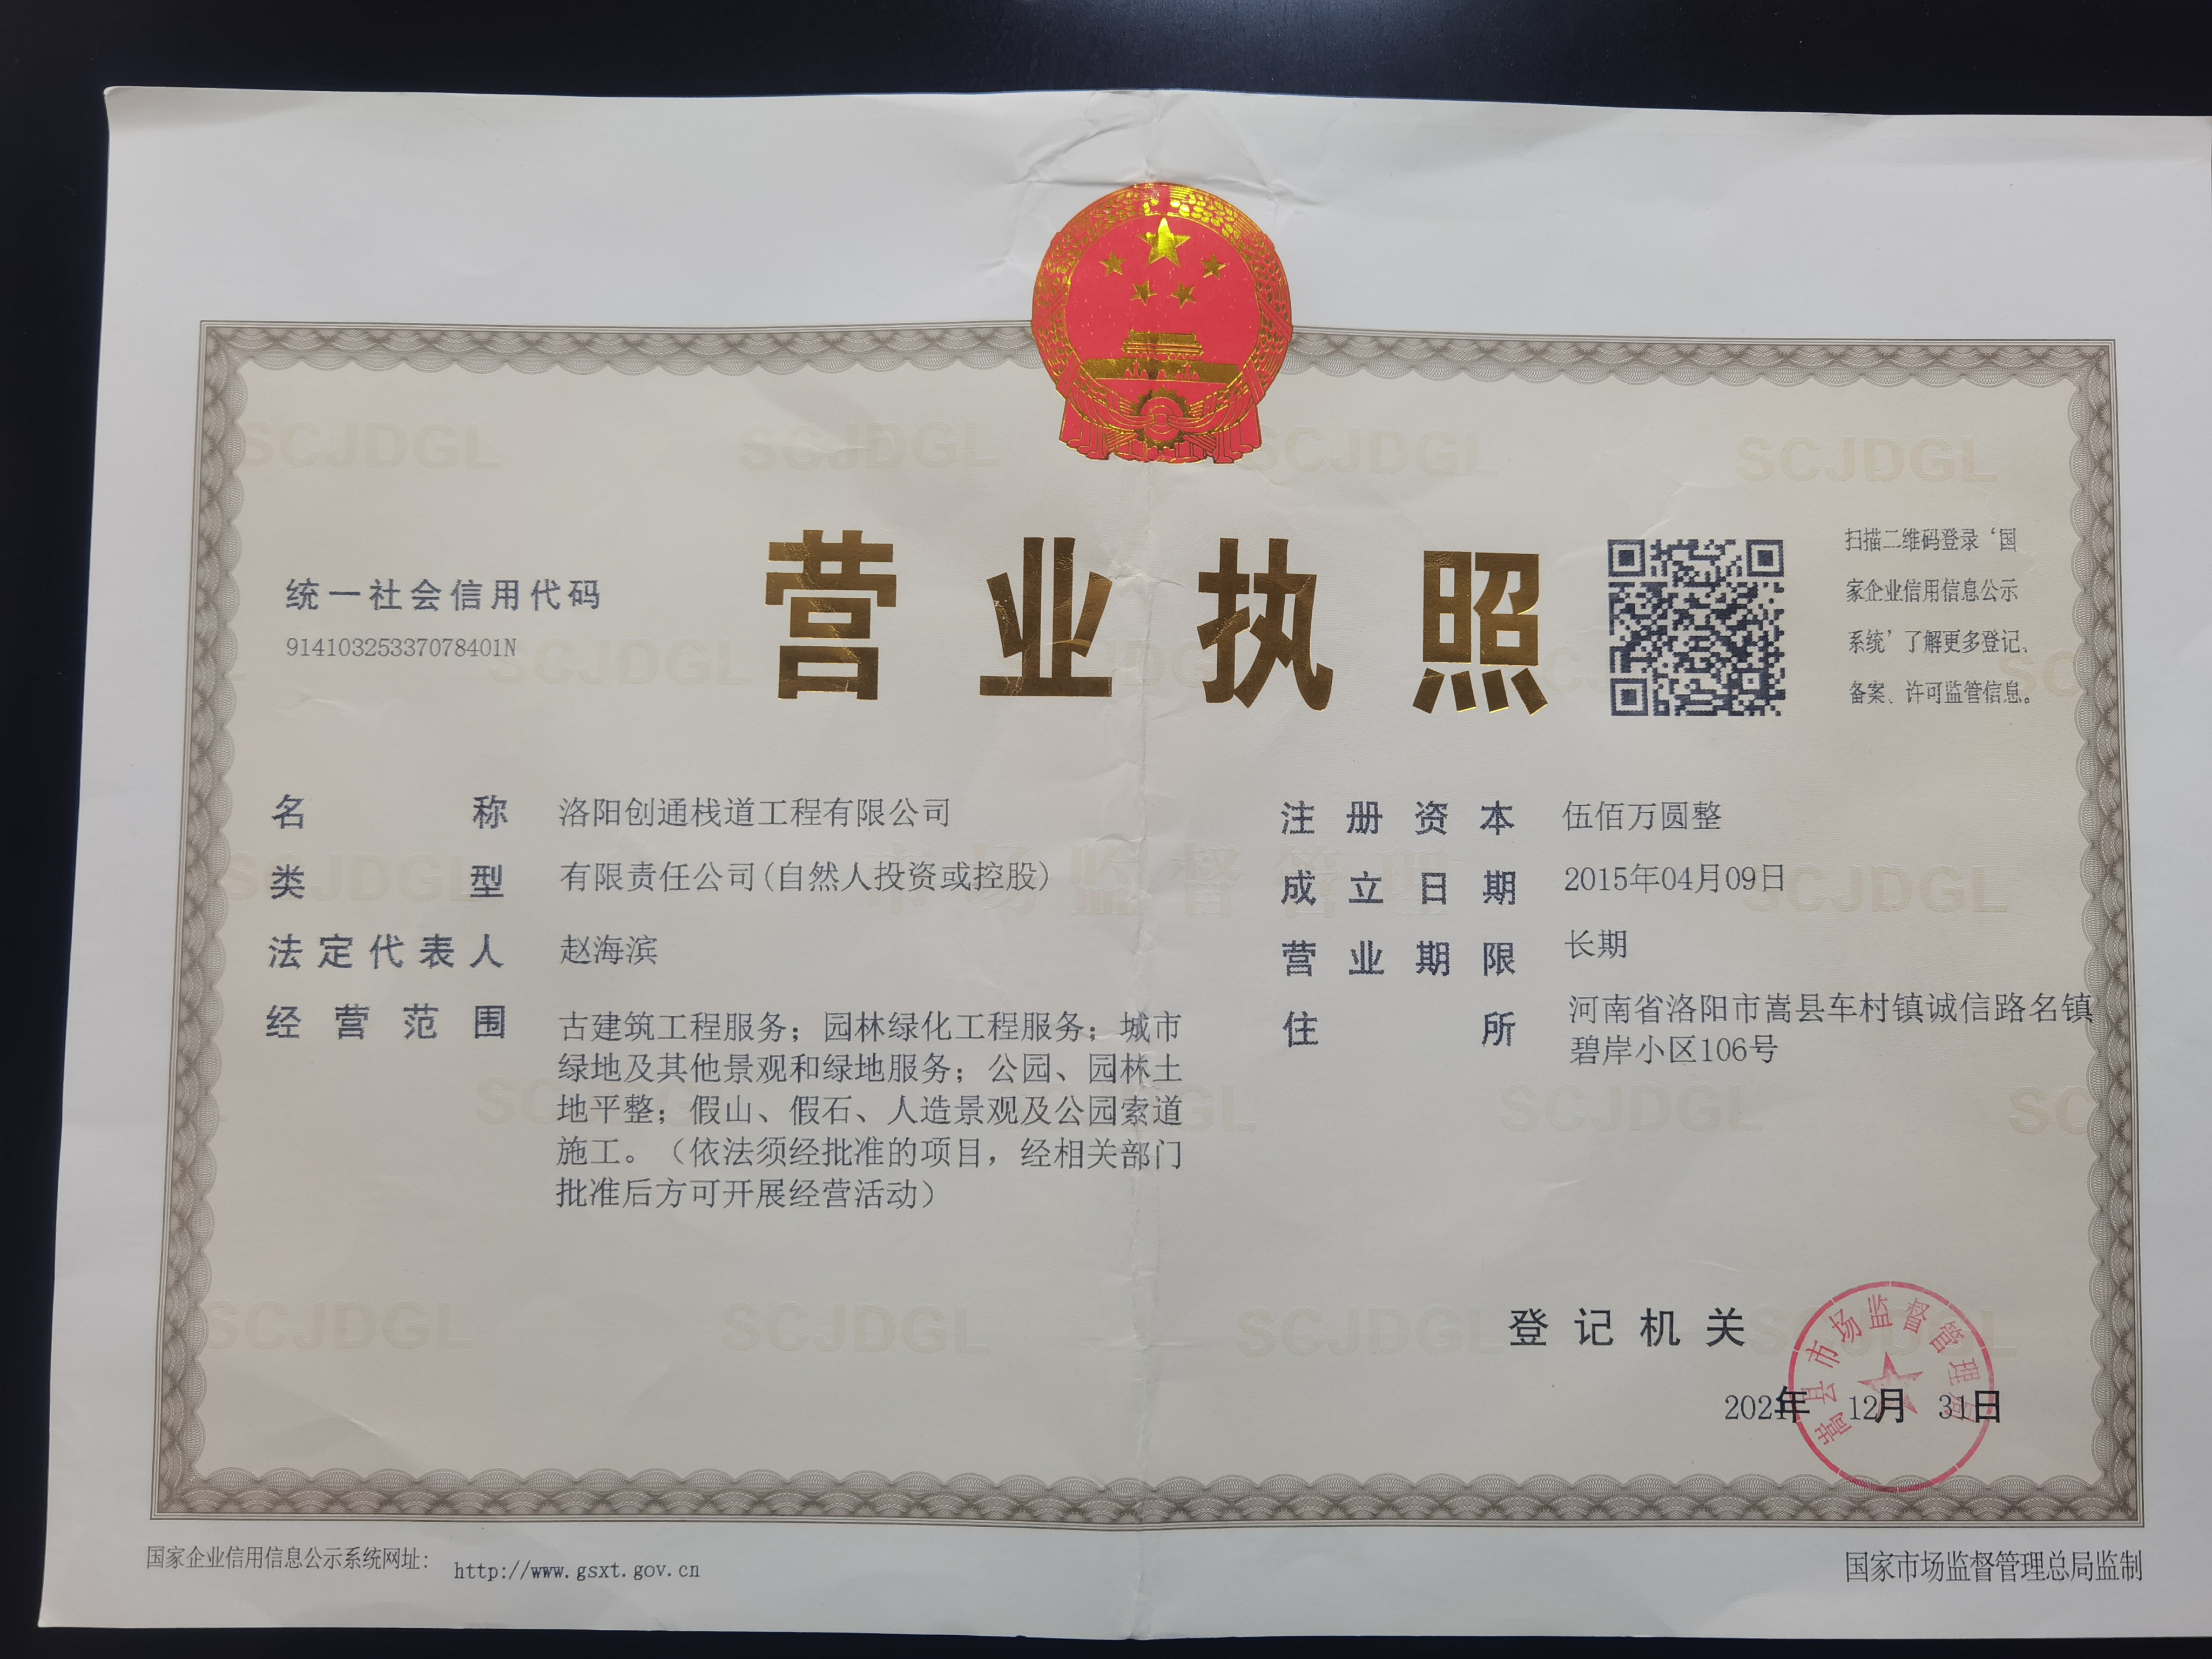 营业执照
统一社会信用代码
91410325337078401N
扫描二维码登录‘国
家企业信用信息公示
系统’了解更多登记、
备案、许可监管信息。
名称 洛阳创通栈道工程有限公司
类型 有限责任公司(自然人投资或控股)
法定代表人 赵海滨
经营范围 古建筑工程服务；园林绿化工程服务；城市
绿地及其他景观和绿地服务；公园、园林土
地平整；假山、假石、人造景观及公园索道
施工。（依法须经批准的项目，经相关部门
批准后方可开展经营活动）
注册资本 伍佰万圆整
成立日期 2015年04月09日
营业期限 长期
住所 河南省洛阳市嵩县车村镇诚信路名镇
碧岸小区106号
登记机关
嵩县市场监督管理局
2021年 12月 31日
国家企业信用信息公示系统网址： http://www.gsxt.gov.cn
国家市场监督管理总局监制
SCJDGL
市场监督管理